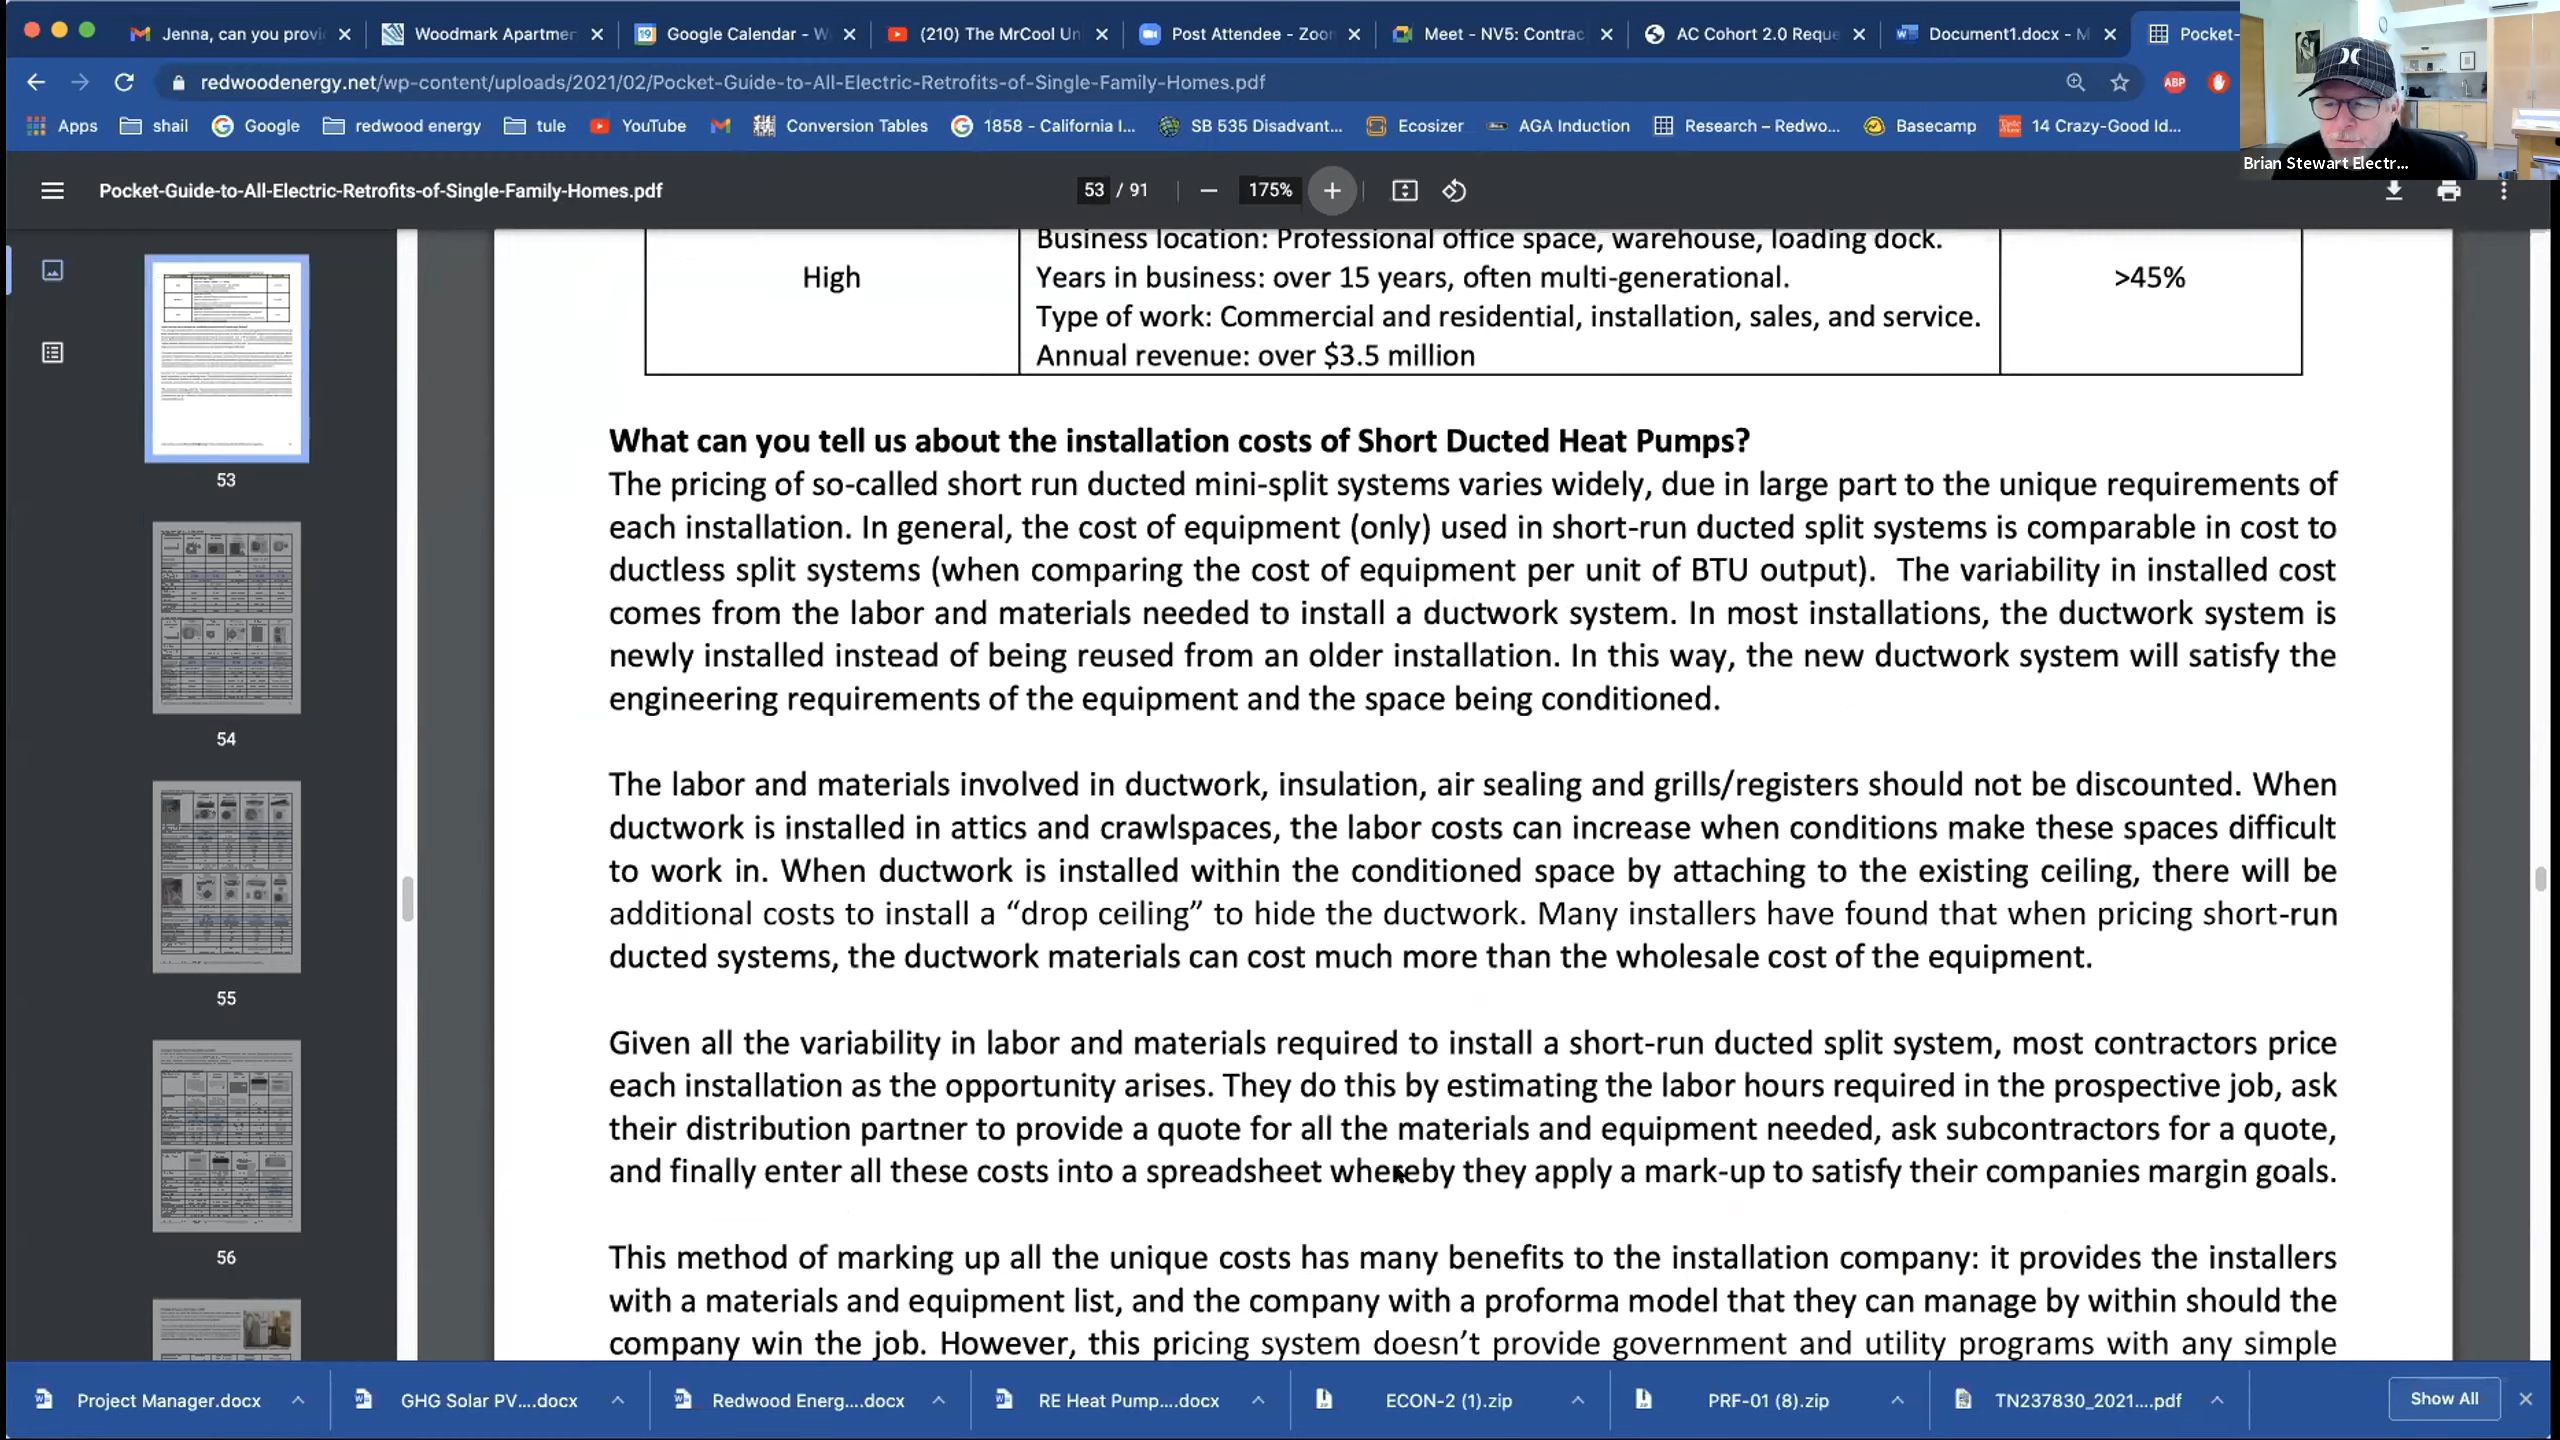 Jenna, can you provi
Woodmark Apartmer
Google Calendar - W
(210) The MrCool Un
Post Attendee - Zoor
Meet - NV5: Contrac
AC Cohort 2.0 Reque
Document1.docx - M
Pocket-
redwoodenergy.net/wp-content/uploads/2021/02/Pocket-Guide-to-All-Electric-Retrofits-of-Single-Family-Homes.pdf
ABP
Apps
shail
Google
redwood energy
tule
YouTube
Conversion Tables
1858 - California I...
SB 535 Disadvant...
Ecosizer
AGA Induction
Research – Redwo...
Basecamp
14 Crazy-Good Id...
Brian Stewart Electr...
Pocket-Guide-to-All-Electric-Retrofits-of-Single-Family-Homes.pdf
53 / 91
175%
53
54
55
56
Business location: Professional office space, warehouse, loading dock.
High
Years in business: over 15 years, often multi-generational.
>45%
Type of work: Commercial and residential, installation, sales, and service.
Annual revenue: over $3.5 million
What can you tell us about the installation costs of Short Ducted Heat Pumps?
The pricing of so-called short run ducted mini-split systems varies widely, due in large part to the unique requirements of
each installation. In general, the cost of equipment (only) used in short-run ducted split systems is comparable in cost to
ductless split systems (when comparing the cost of equipment per unit of BTU output). The variability in installed cost
comes from the labor and materials needed to install a ductwork system. In most installations, the ductwork system is
newly installed instead of being reused from an older installation. In this way, the new ductwork system will satisfy the
engineering requirements of the equipment and the space being conditioned.
The labor and materials involved in ductwork, insulation, air sealing and grills/registers should not be discounted. When
ductwork is installed in attics and crawlspaces, the labor costs can increase when conditions make these spaces difficult
to work in. When ductwork is installed within the conditioned space by attaching to the existing ceiling, there will be
additional costs to install a “drop ceiling” to hide the ductwork. Many installers have found that when pricing short-run
ducted systems, the ductwork materials can cost much more than the wholesale cost of the equipment.
Given all the variability in labor and materials required to install a short-run ducted split system, most contractors price
each installation as the opportunity arises. They do this by estimating the labor hours required in the prospective job, ask
their distribution partner to provide a quote for all the materials and equipment needed, ask subcontractors for a quote,
and finally enter all these costs into a spreadsheet whereby they apply a mark-up to satisfy their companies margin goals.
This method of marking up all the unique costs has many benefits to the installation company: it provides the installers
with a materials and equipment list, and the company with a proforma model that they can manage by within should the
company win the job. However, this pricing system doesn’t provide government and utility programs with any simple
Project Manager.docx
GHG Solar PV....docx
Redwood Energ....docx
RE Heat Pump....docx
ECON-2 (1).zip
PRF-01 (8).zip
TN237830_2021....pdf
Show All